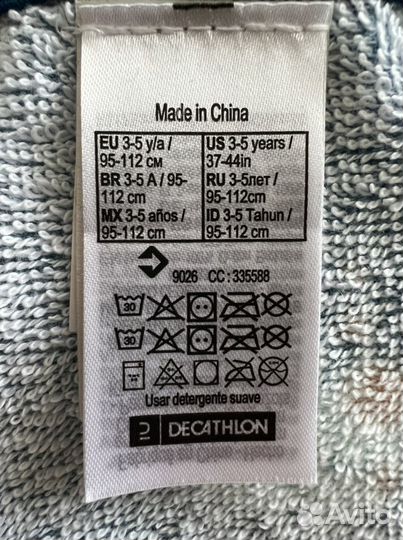 Made in China
EU 3-5 y/a /
95-112 см
BR 3-5 A / 95-
112 cm
MX 3-5 años/
95-112 cm
US 3-5 years /
37-44in
RU 3-5лет /
95-112cm
ID 3-5 Tahun /
95-112 cm
9026 CC : 335588
30
30
Usar detergente suave
DECATHLON
Avito